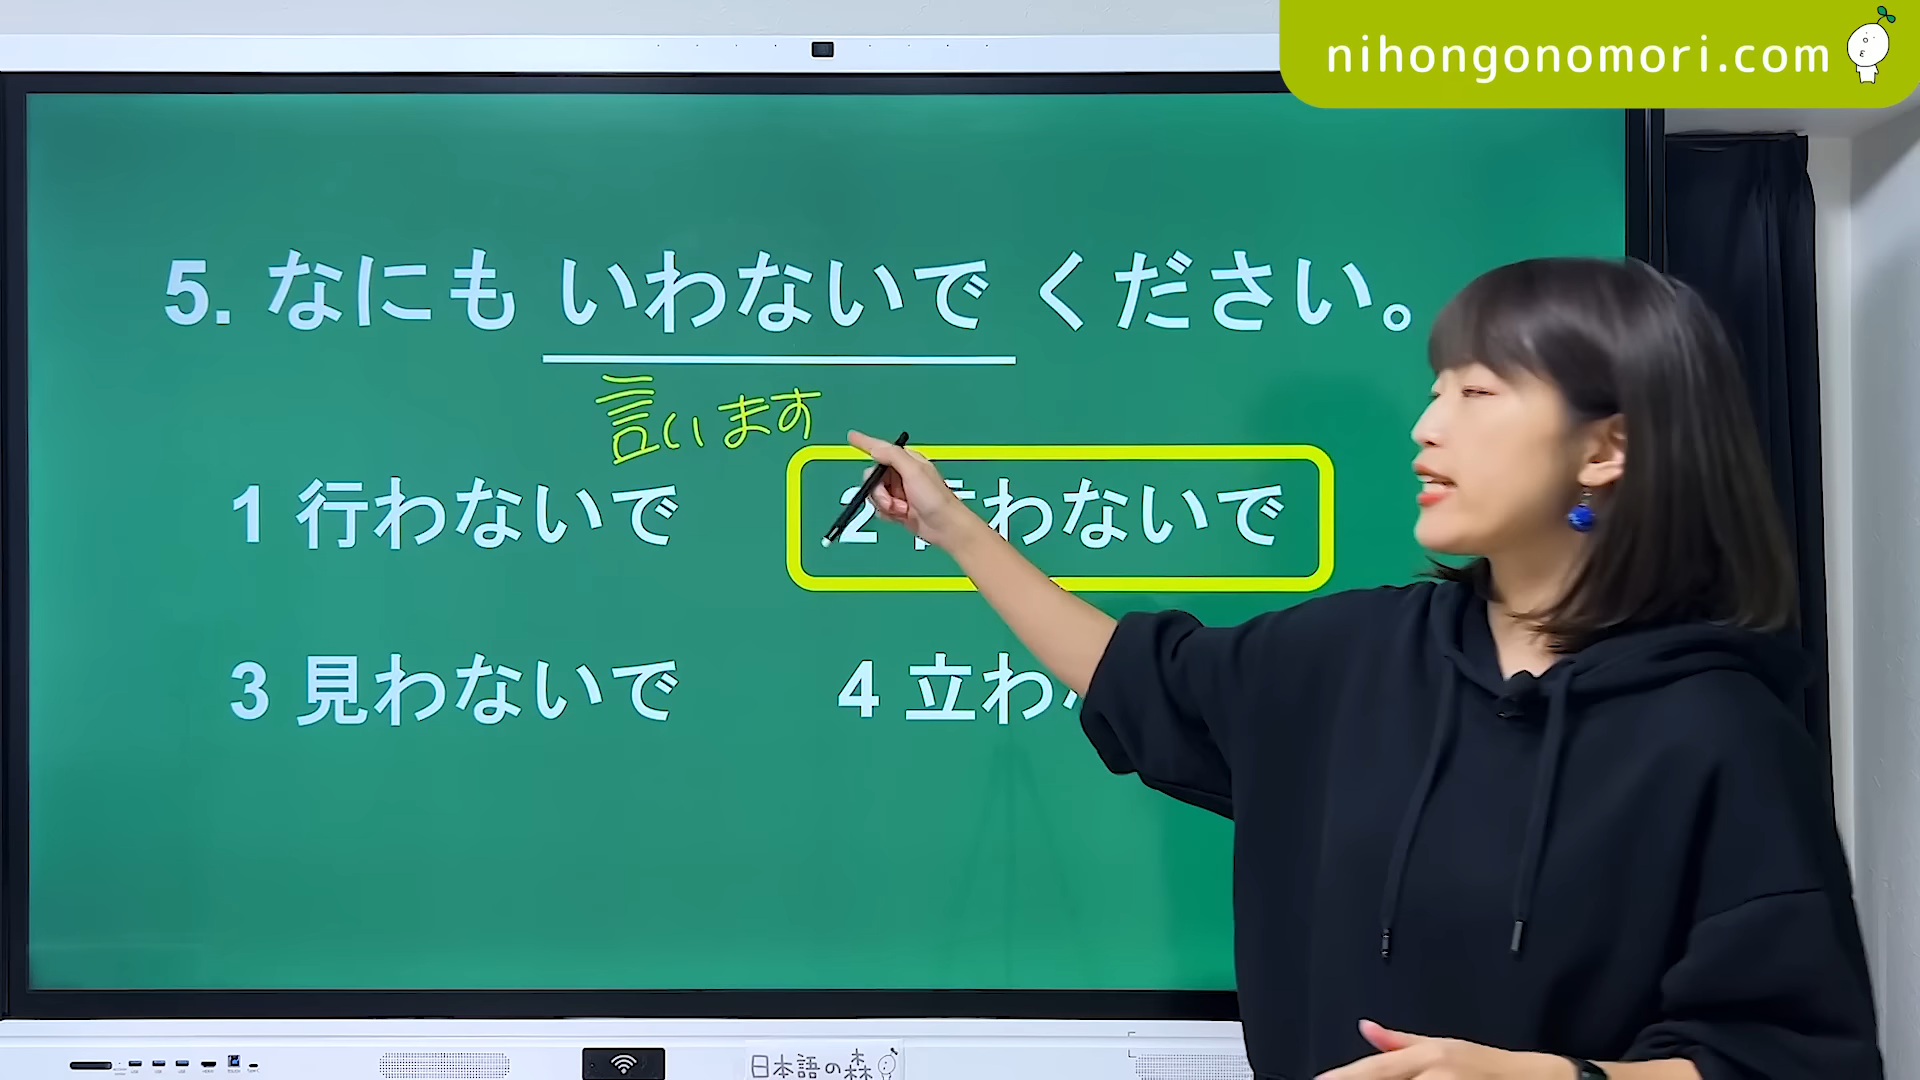 nihongonomori.com
5. なにも いわないで ください。
言います
1 行わないで
2 言わないで
3 見わないで
4 立わ
日本語の森